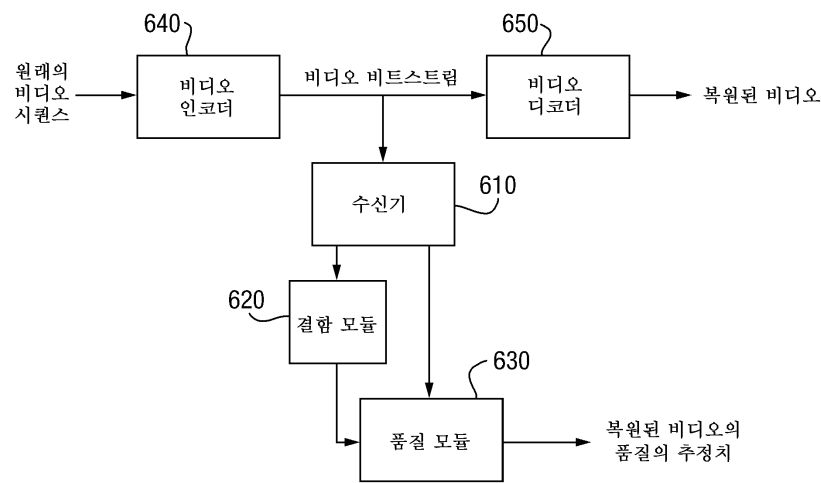 640
650
원래의
비디오
시퀀스
비디오
인코더
비디오 비트스트림
비디오
디코더
복원된 비디오
수신기
610
620
결함 모듈
630
품질 모듈
복원된 비디오의
품질의 추정치